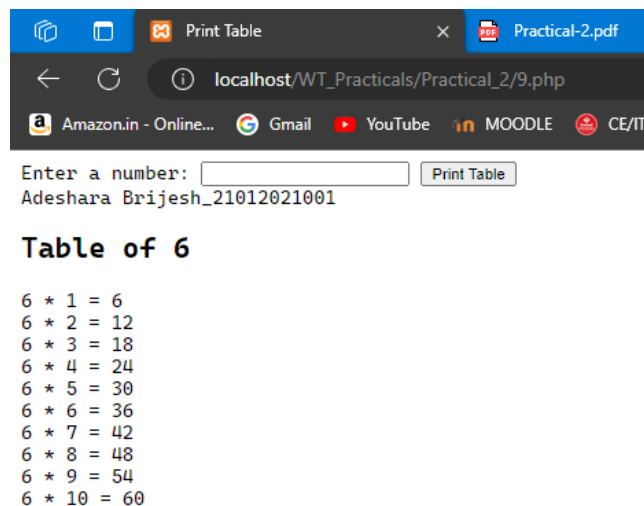 Print Table
PDF Practical-2.pdf
localhost/WT_Practicals/Practical_2/9.php
a Amazon.in - Online... G Gmail YouTube MOODLE CE/IT
Enter a number: Print Table
Adeshara Brijesh_21012021001
Table of 6
6 * 1 = 6
6 * 2 = 12
6 * 3 = 18
6 * 4 = 24
6 * 5 = 30
6 * 6 = 36
6 * 7 = 42
6 * 8 = 48
6 * 9 = 54
6 * 10 = 60